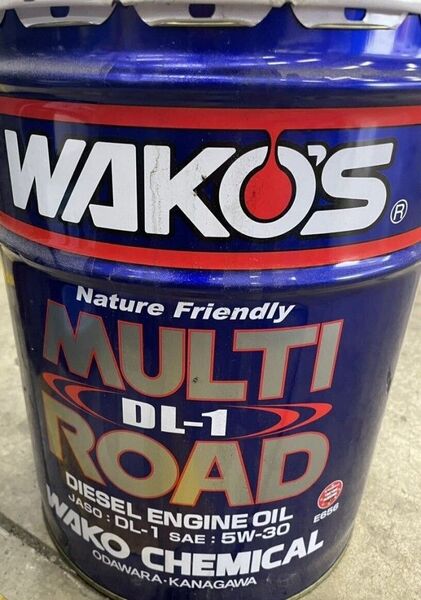 WAKO'S®
Nature Friendly
MULTI
DL-1
ROAD
DIESEL ENGINE OIL
JASO : DL-1 SAE : 5W-30
E656
WAKO CHEMICAL
ODAWARA・KANAGAWA